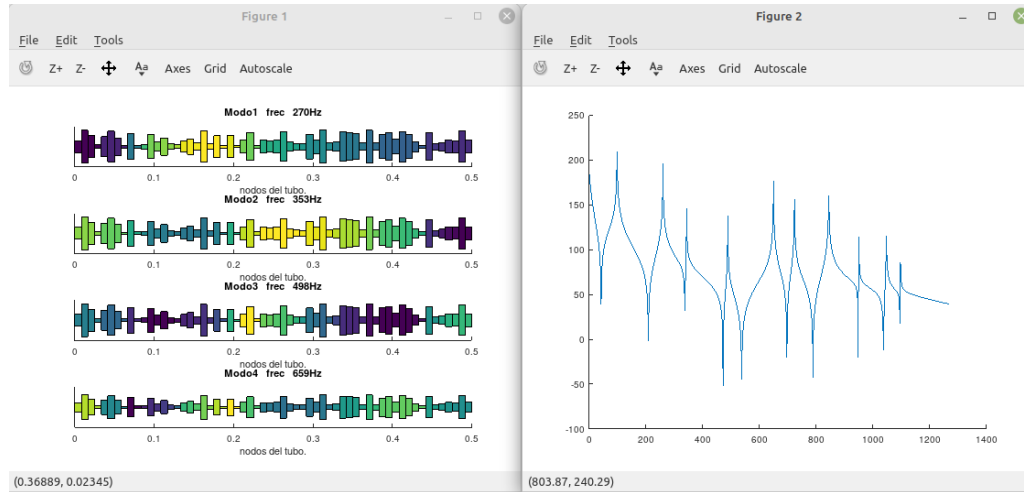 Figure 1
File Edit Tools
Z+ Z- Aa Axes Grid Autoscale
Modo1 frec 270Hz
0 0.1 0.2 0.3 0.4 0.5
nodos del tubo.
Modo2 frec 353Hz
0 0.1 0.2 0.3 0.4 0.5
nodos del tubo.
Modo3 frec 498Hz
0 0.1 0.2 0.3 0.4 0.5
nodos del tubo.
Modo4 frec 659Hz
0 0.1 0.2 0.3 0.4 0.5
nodos del tubo.
(0.36889, 0.02345)
Figure 2
File Edit Tools
Z+ Z- Aa Axes Grid Autoscale
250
200
150
100
50
0
-50
-100
0 200 400 600 800 1000 1200 1400
(803.87, 240.29)